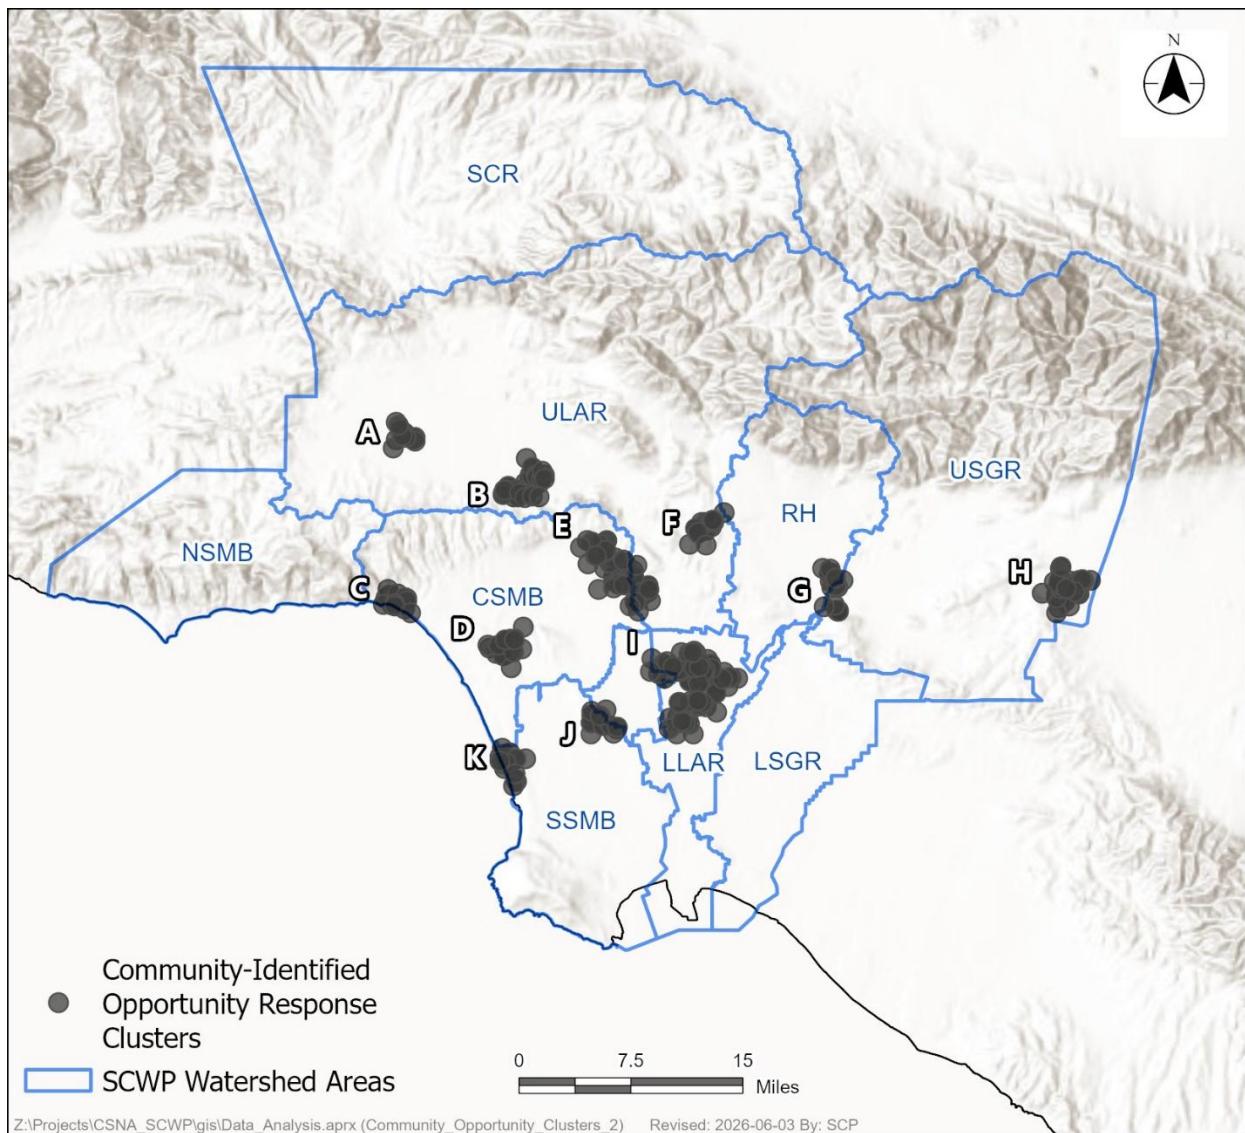 N
SCR
ULAR
A
USGR
B
RH
F
E
NSMB
H
C
G
CSMB
D
I
J
K
LLAR
LSGR
SSMB
Community-Identified
Opportunity Response
Clusters
SCWP Watershed Areas
0 7.5 15
Miles
Z:\Projects\CSNA_SCWP\gis\Data_Analysis.aprx (Community_Opportunity_Clusters_2) Revised: 2026-06-03 By: SCP